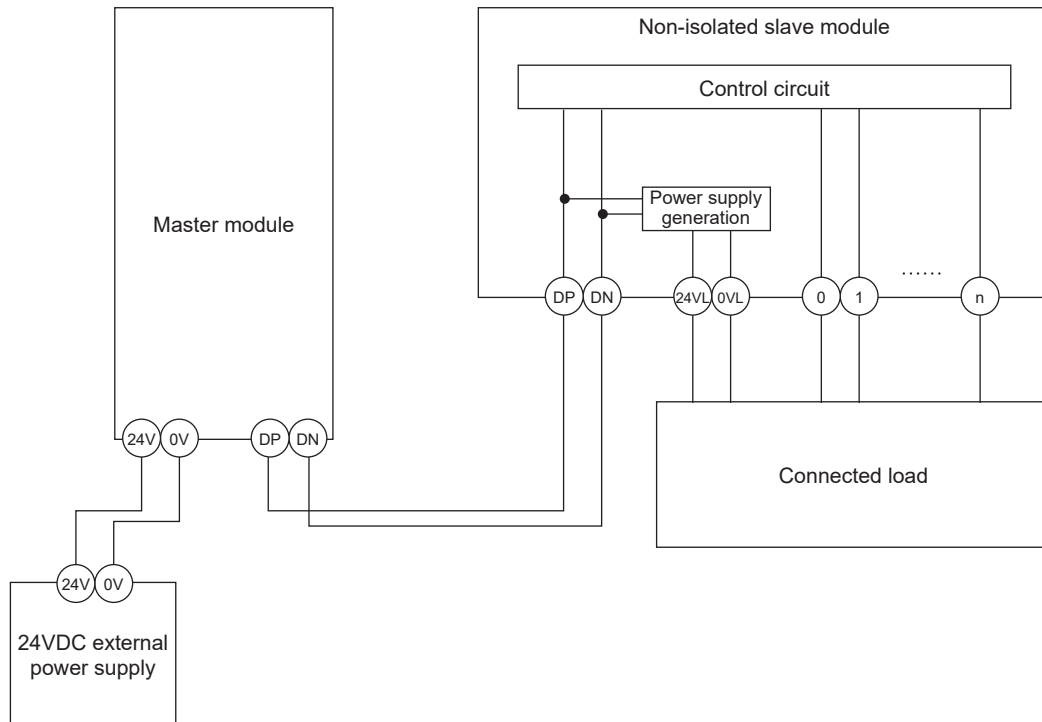 Non-isolated slave module
Control circuit
Master module
Power supply
generation
DP
DN
24VL
0VL
0
1
......
n
24V
0V
DP
DN
Connected load
24V
0V
24VDC external
power supply